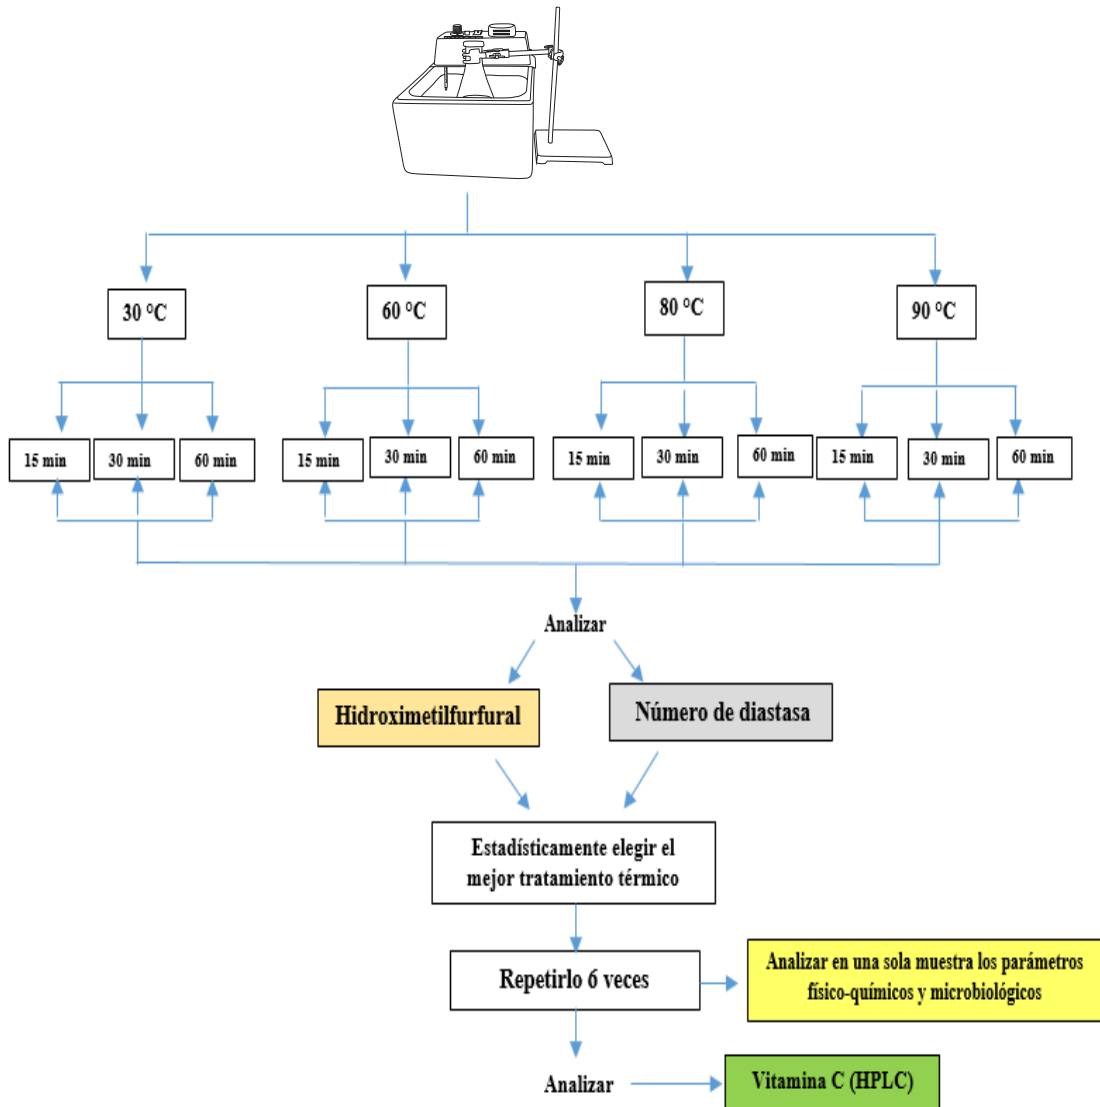 30 °C
60 °C
80 °C
90 °C
15 min
30 min
60 min
15 min
30 min
60 min
15 min
30 min
60 min
15 min
30 min
60 min
Analizar
Hidroximetilfurfural
Número de diastasa
Estadísticamente elegir el
mejor tratamiento térmico
Repetirlo 6 veces
Analizar en una sola muestra los parámetros
físico-químicos y microbiológicos
Analizar
Vitamina C (HPLC)